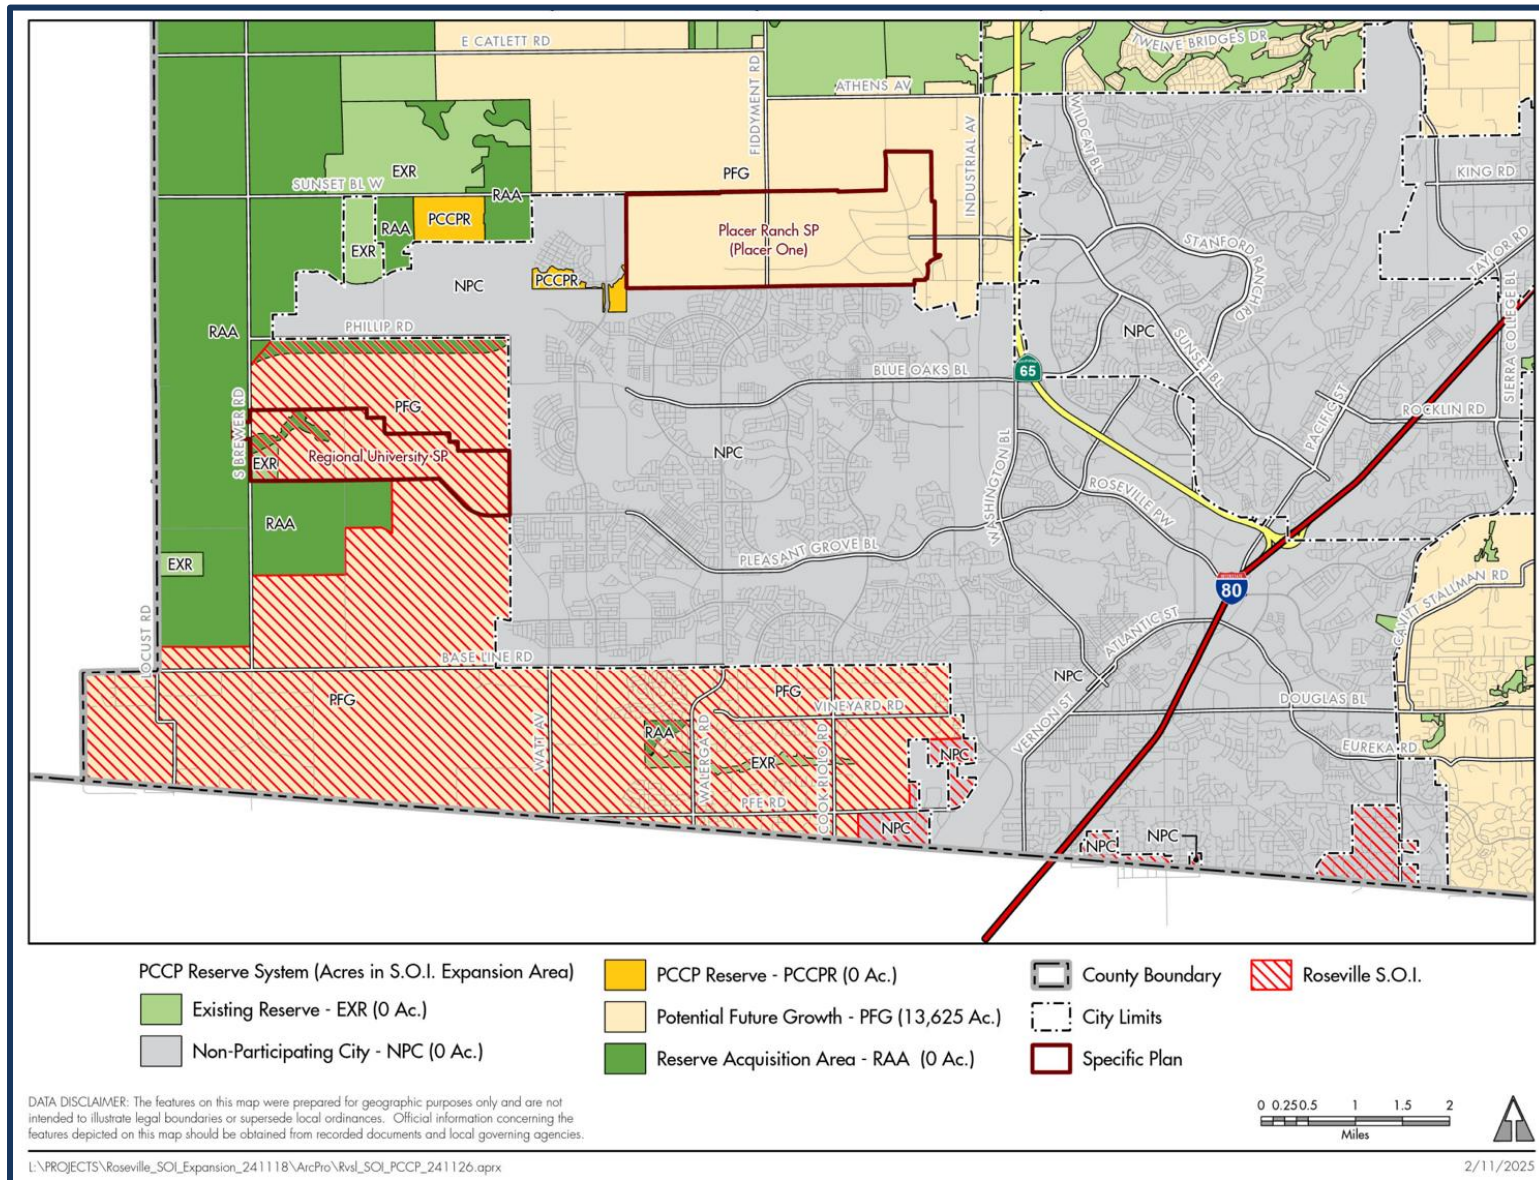 E CATLETT RD
TWELVE BRIDGES DR
ATHENS AV
FIDDYMENT RD
WILDCAT BL
INDUSTRIAL AV
KING RD
EXR
PFG
SUNSET BL W
RAA
PCCPR
RAA
EXR
Placer Ranch SP
(Placer One)
STANFORD RANCH RD
TAYLOR RD
NPC
PCCPR
SIERRA COLLEGE BL
RAA
PHILLIP RD
NPC
SUNSET BL
65
BLUE OAKS BL
PACIFIC ST
S BREWER RD
PFG
ROCKLIN RD
EXR
Regional University SP
NPC
WASHINGTON BL
ROSEVILLE PW
RAA
PLEASANT GROVE BL
EXR
80
CAVITT STALLMAN RD
LOCUST RD
ATLANTIC ST
BASE LINE RD
NPC
PFG
PFG
VINEYARD RD
DOUGLAS BL
VERNON ST
WATT AV
RAA
WALERGA RD
COOK RIOLO RD
NPC
EUREKA RD
EXR
PFE RD
NPC
NPC
NPC
PCCP Reserve System (Acres in S.O.I. Expansion Area)
Existing Reserve - EXR (0 Ac.)
Non-Participating City - NPC (0 Ac.)
PCCP Reserve - PCCPR (0 Ac.)
Potential Future Growth - PFG (13,625 Ac.)
Reserve Acquisition Area - RAA (0 Ac.)
County Boundary
City Limits
Specific Plan
Roseville S.O.I.
DATA DISCLAIMER: The features on this map were prepared for geographic purposes only and are not
intended to illustrate legal boundaries or supersede local ordinances. Official information concerning the
features depicted on this map should be obtained from recorded documents and local governing agencies.
0 0.25 0.5 1 1.5 2
Miles
L:\PROJECTS\Roseville_SOI_Expansion_241118\ArcPro\Rvsl_SOI_PCCP_241126.aprx
2/11/2025